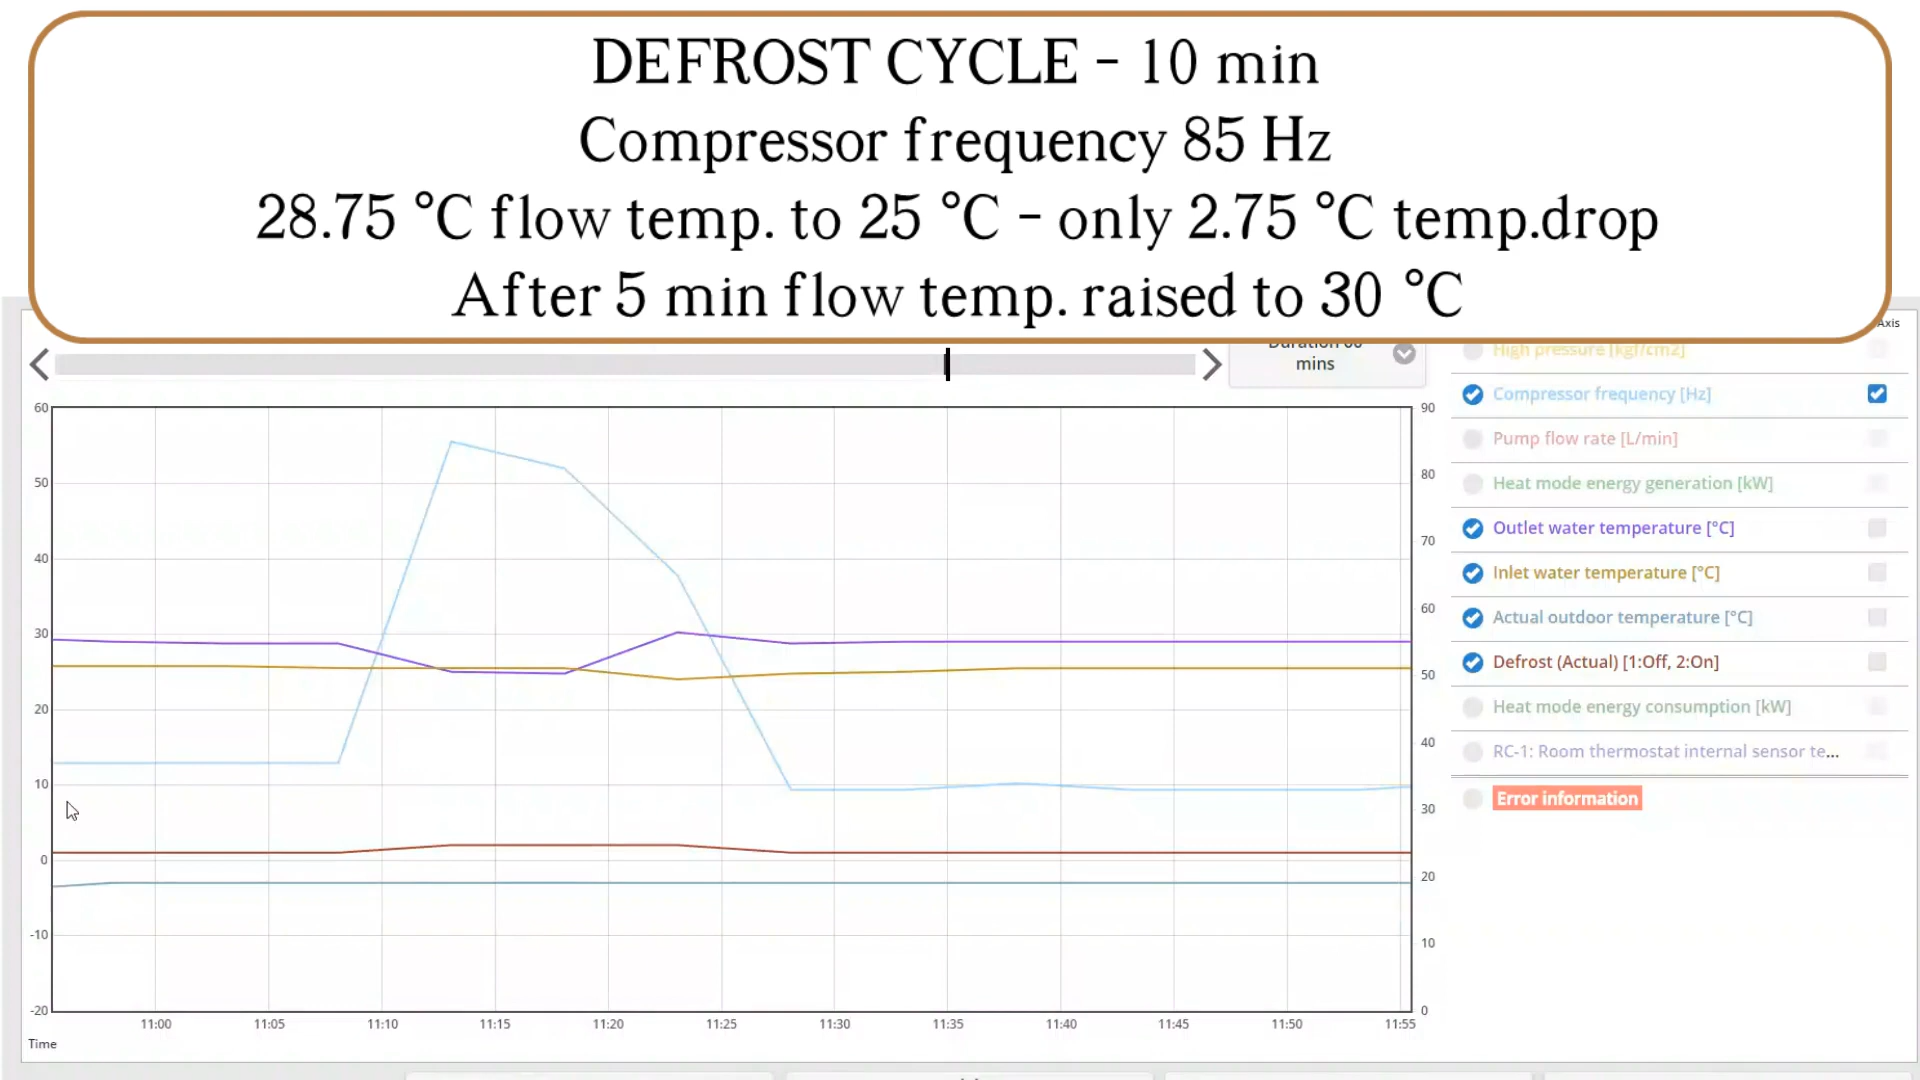 DEFROST CYCLE - 10 min
Compressor frequency 85 Hz
28.75 °C flow temp. to 25 °C - only 2.75 °C temp.drop
After 5 min flow temp. raised to 30 °C
Axis
Duration 60
mins
High pressure [kgf/cm2]
Compressor frequency [Hz]
Pump flow rate [L/min]
Heat mode energy generation [kW]
Outlet water temperature [°C]
Inlet water temperature [°C]
Actual outdoor temperature [°C]
Defrost (Actual) [1:Off, 2:On]
Heat mode energy consumption [kW]
RC-1: Room thermostat internal sensor te...
Error information
60
50
40
30
20
10
0
-10
-20
90
80
70
60
50
40
30
20
10
0
11:00 11:05 11:10 11:15 11:20 11:25 11:30 11:35 11:40 11:45 11:50 11:55
Time